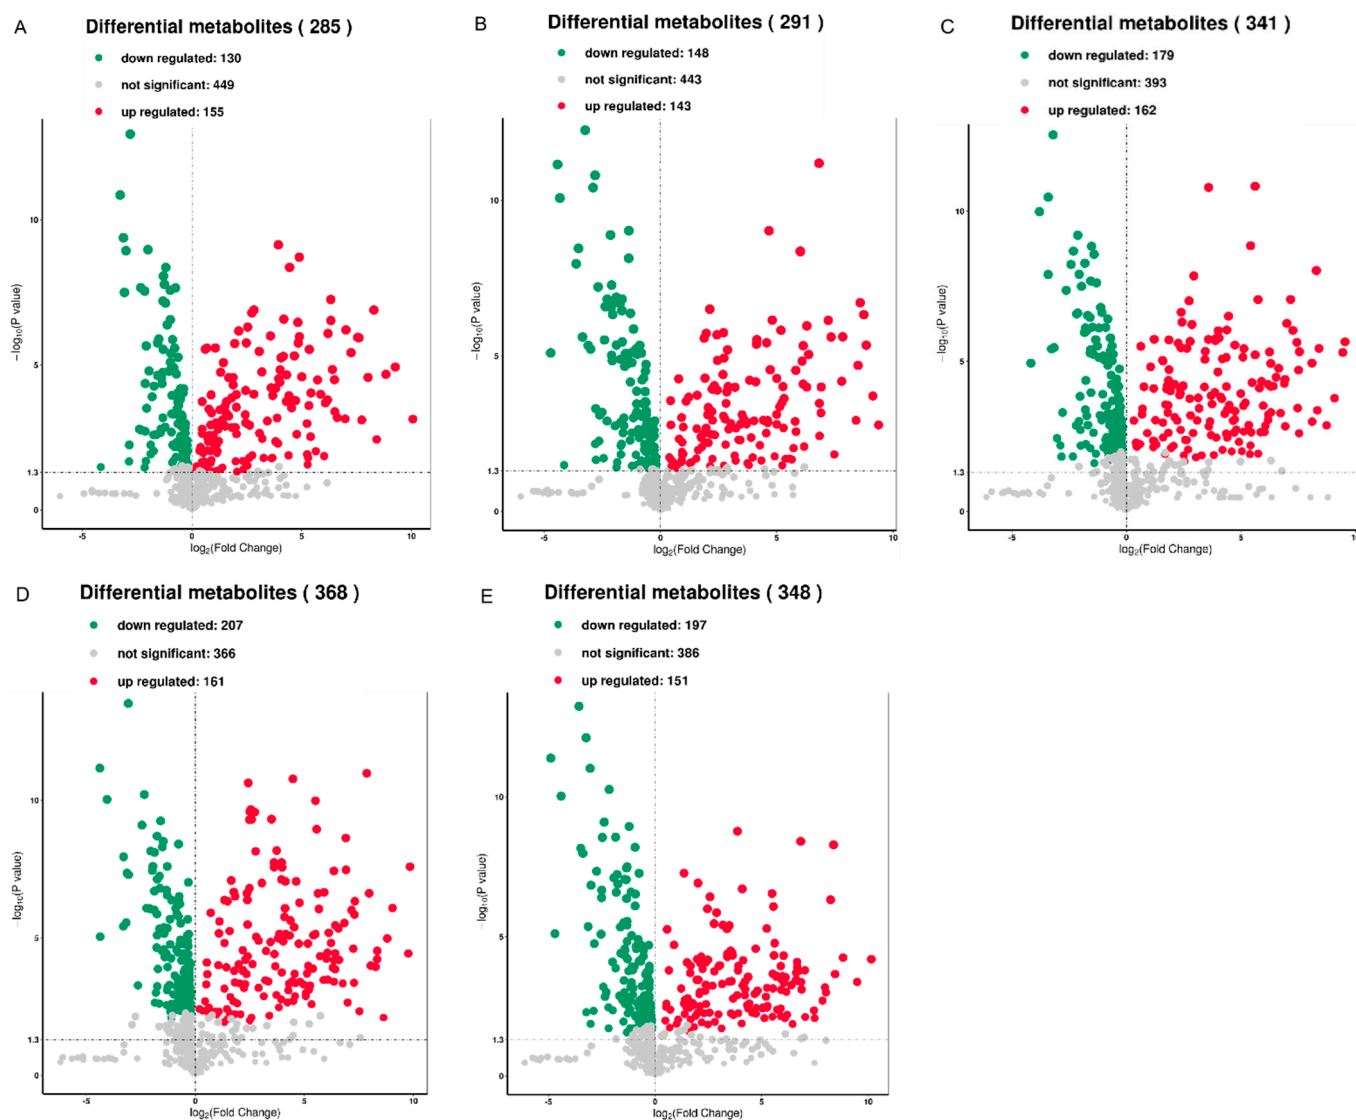 A
Differential metabolites ( 285 )
down regulated: 130
not significant: 449
up regulated: 155
10
5
1.3
0
-log10(P value)
-5
0
5
10
log2(Fold Change)
B
Differential metabolites ( 291 )
down regulated: 148
not significant: 443
up regulated: 143
10
5
1.3
0
-log10(P value)
-5
0
5
10
log2(Fold Change)
C
Differential metabolites ( 341 )
down regulated: 179
not significant: 393
up regulated: 162
10
5
1.3
0
-log10(P value)
-5
0
5
10
log2(Fold Change)
D
Differential metabolites ( 368 )
down regulated: 207
not significant: 366
up regulated: 161
10
5
1.3
0
-log10(P value)
-5
0
5
10
log2(Fold Change)
E
Differential metabolites ( 348 )
down regulated: 197
not significant: 386
up regulated: 151
10
5
1.3
0
-log10(P value)
-5
0
5
10
log2(Fold Change)